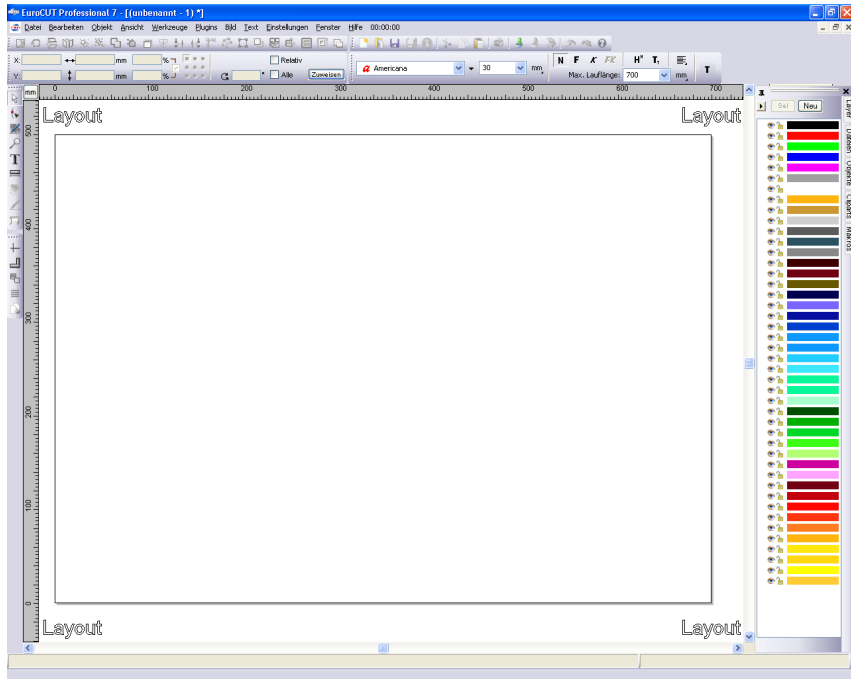 EuroCUT Professional 7 - [(unbenannt - 1) *]
Datei Bearbeiten Objekt Ansicht Werkzeuge Plugins Bild Text Einstellungen Fenster Hilfe 00:00:00
X: mm % Relativ
Americana 30 mm N F K FK H" T,
Y: mm % ° Alle Zuweisen Max. Lauflänge: 700 mm T
mm 0 100 200 300 400 500 600 700
Sel Neu
Layout Layout
500
400
300
200
100
0
Layout Layout
Layer
Dateien
Objekte
Cliparts
Makros